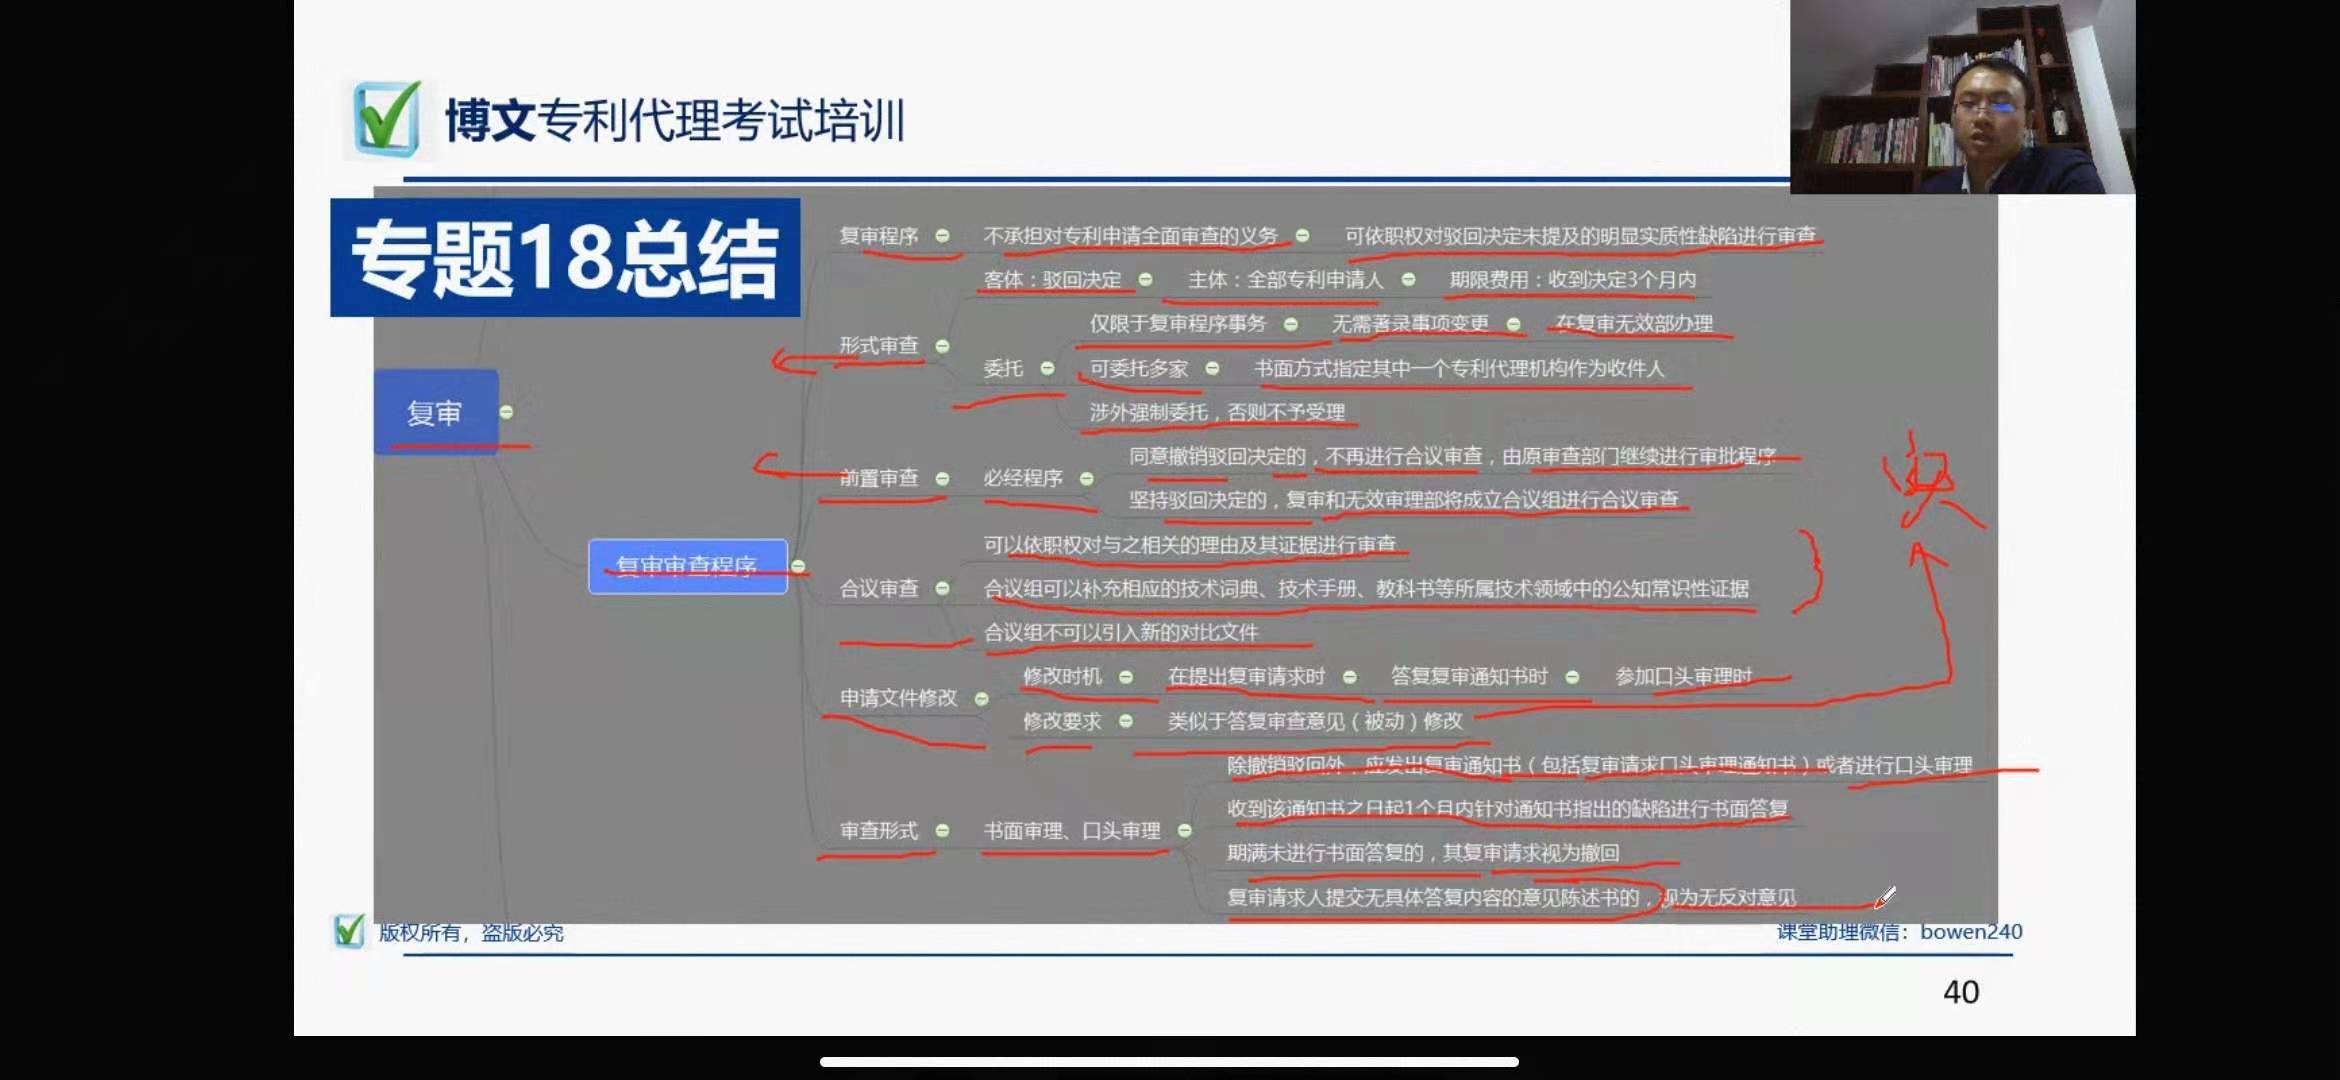 博文专利代理考试培训
专题18总结
复审程序 不承担对专利申请全面审查的义务 可依职权对驳回决定未提及的明显实质性缺陷进行审查
客体：驳回决定 主体：全部专利申请人 期限费用：收到决定3个月内
仅限于复审程序事务 无需著录事项变更 在复审无效部办理
形式审查
委托 可委托多家 书面方式指定其中一个专利代理机构作为收件人
涉外强制委托，否则不予受理
复审
同意撤销驳回决定的，不再进行合议审查，由原审查部门继续进行审批程序
前置审查 必经程序
坚持驳回决定的，复审和无效审理部将成立合议组进行合议审查
缺
可以依职权对与之相关的理由及其证据进行审查
复审审查程序
合议审查 合议组可以补充相应的技术词典、技术手册、教科书等所属技术领域中的公知常识性证据
合议组不可以引入新的对比文件
修改时机 在提出复审请求时 答复复审通知书时 参加口头审理时
申请文件修改
修改要求 类似于答复审查意见（被动）修改
除撤销驳回外，应发出复审通知书（包括复审请求口头审理通知书）或者进行口头审理
收到该通知书之日起1个月内针对通知书指出的缺陷进行书面答复
审查形式 书面审理、口头审理
期满未进行书面答复的，其复审请求视为撤回
复审请求人提交无具体答复内容的意见陈述书的，视为无反对意见
版权所有，盗版必究
课堂助理微信：bowen240
40